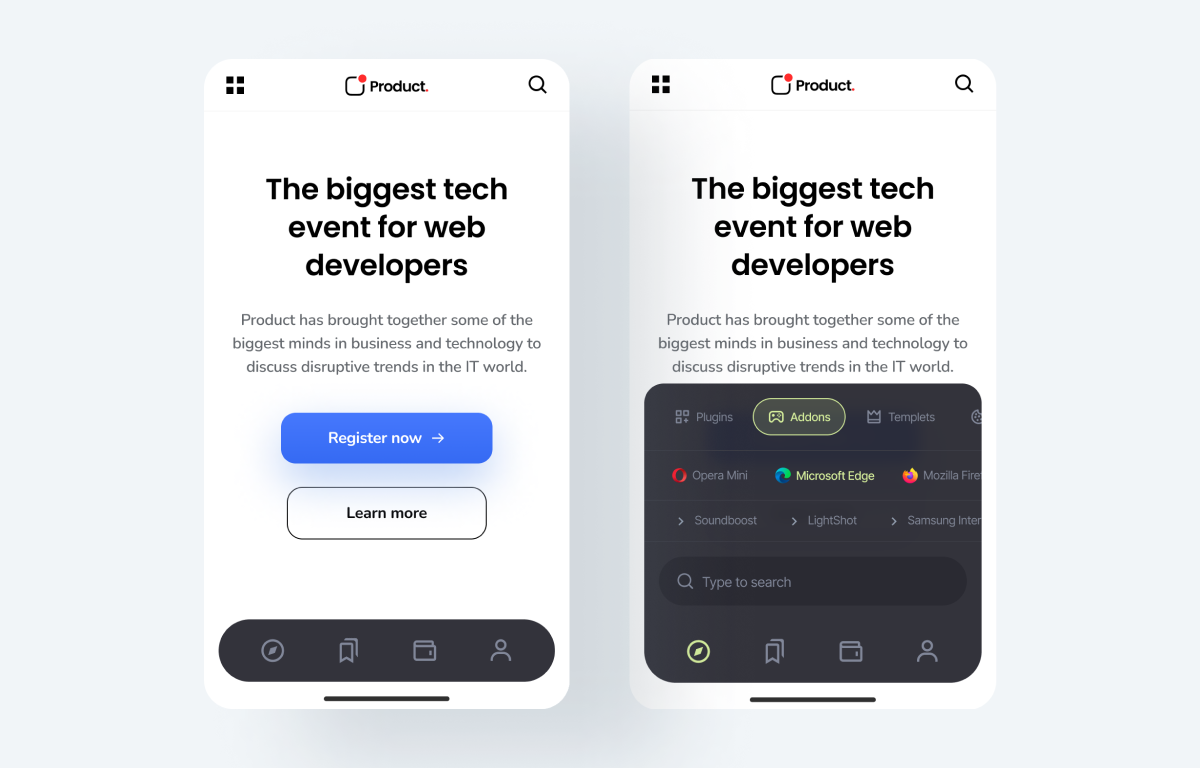 Product.
The biggest tech
event for web
developers
Product has brought together some of the
biggest minds in business and technology to
discuss disruptive trends in the IT world.
Register now →
Learn more
Product.
The biggest tech
event for web
developers
Product has brought together some of the
biggest minds in business and technology to
discuss disruptive trends in the IT world.
Plugins Addons Templets
Opera Mini Microsoft Edge Mozilla Fire
Soundboost LightShot Samsung Inter
Type to search